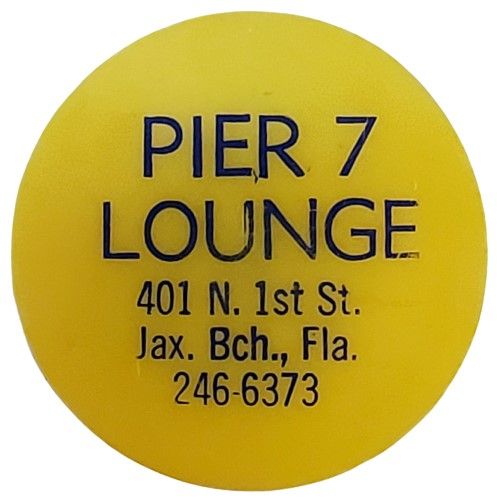 PIER 7
LOUNGE
401 N. 1st St.
Jax. Bch., Fla.
246-6373